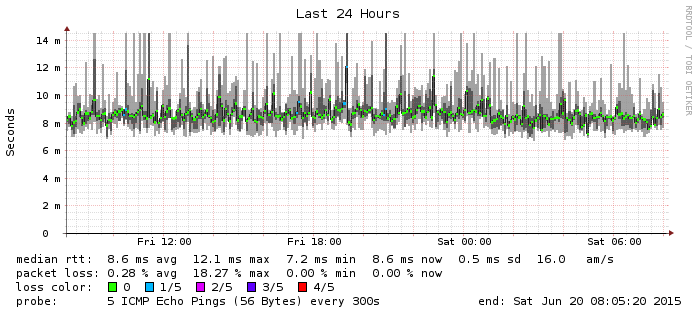 Last 24 Hours
RRDTOOL / TOBI OETIKER
Seconds
14 m
12 m
10 m
8 m
6 m
4 m
2 m
0
Fri 12:00 Fri 18:00 Sat 00:00 Sat 06:00
median rtt: 8.6 ms avg 12.1 ms max 7.2 ms min 8.6 ms now 0.5 ms sd 16.0 am/s
packet loss: 0.28 % avg 18.27 % max 0.00 % min 0.00 % now
loss color: 0 1/5 2/5 3/5 4/5
probe: 5 ICMP Echo Pings (56 Bytes) every 300s end: Sat Jun 20 08:05:20 2015